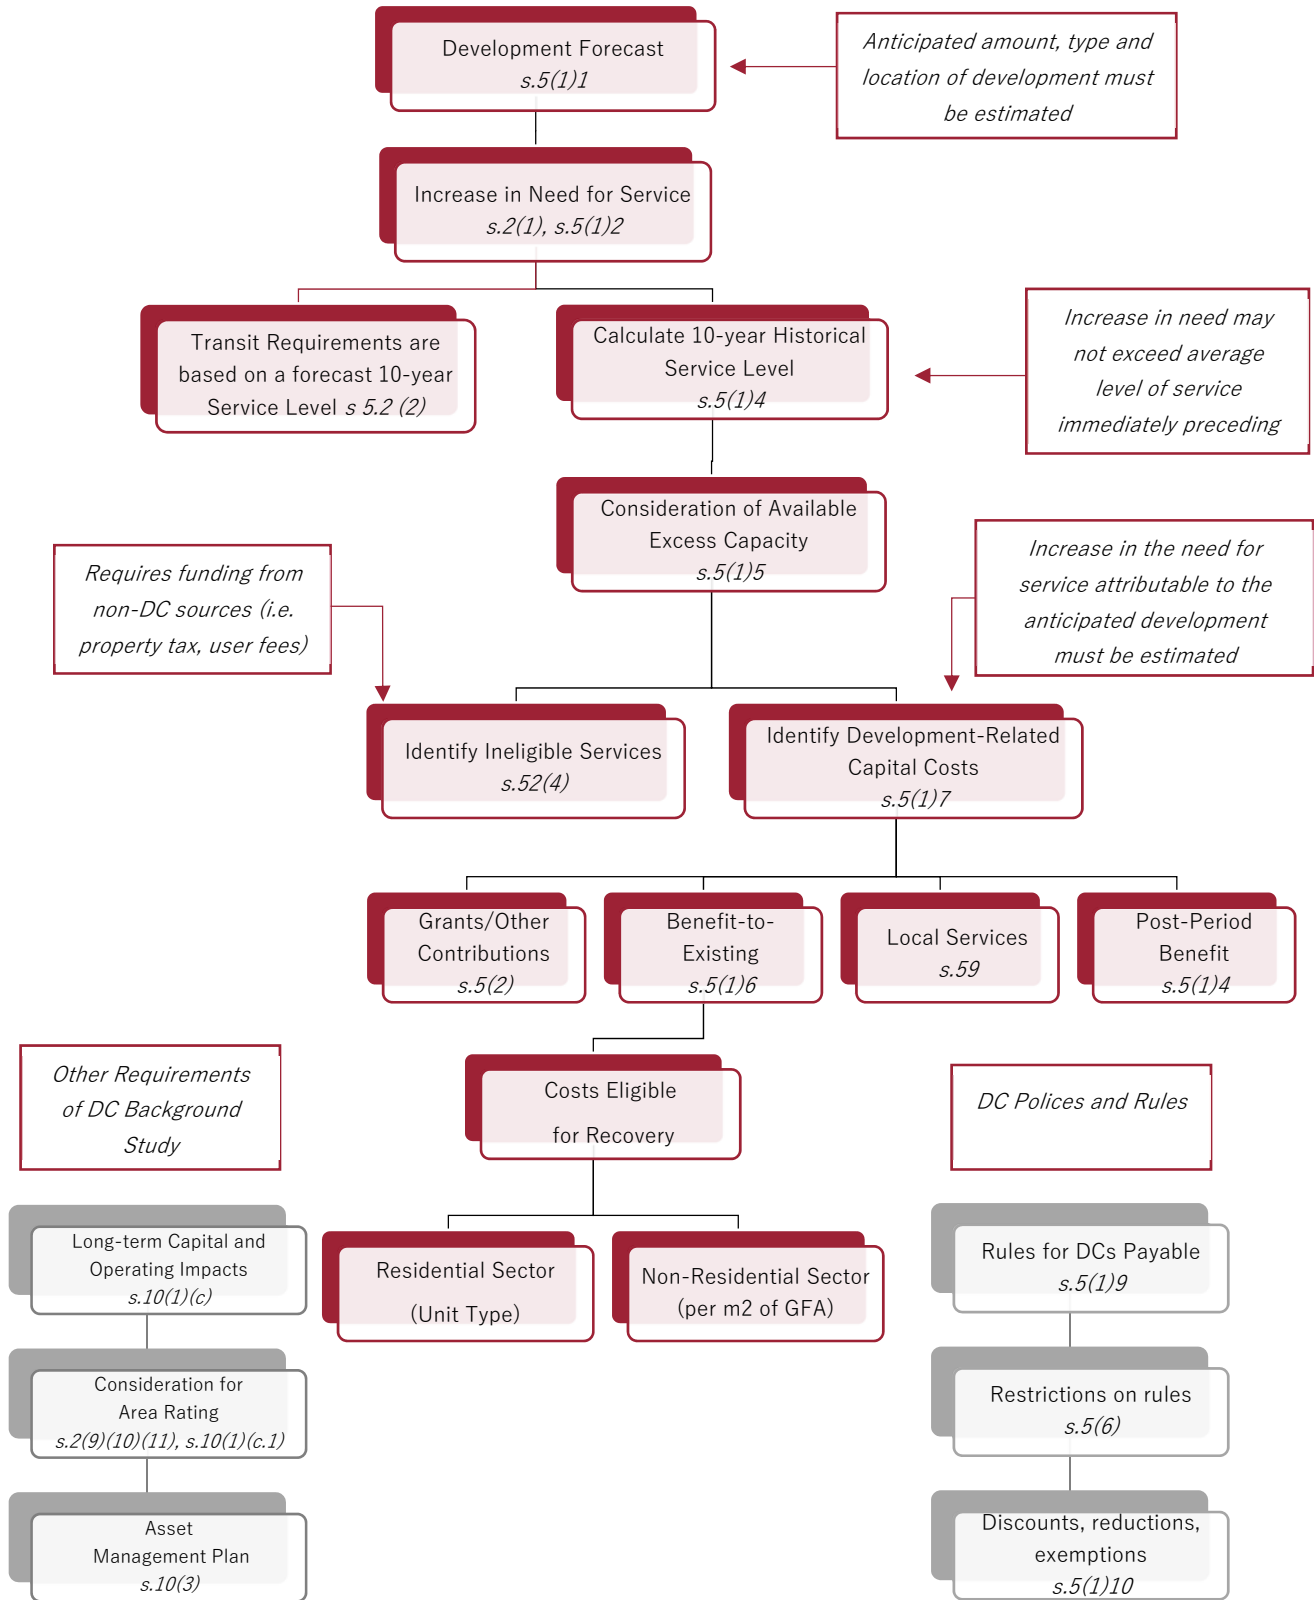 Development Forecast
s.5(1)1
Anticipated amount, type and
location of development must
be estimated
Increase in Need for Service
s.2(1), s.5(1)2
Transit Requirements are
based on a forecast 10-year
Service Level s 5.2 (2)
Calculate 10-year Historical
Service Level
s.5(1)4
Increase in need may
not exceed average
level of service
immediately preceding
Consideration of Available
Excess Capacity
s.5(1)5
Requires funding from
non-DC sources (i.e.
property tax, user fees)
Increase in the need for
service attributable to the
anticipated development
must be estimated
Identify Ineligible Services
s.52(4)
Identify Development-Related
Capital Costs
s.5(1)7
Grants/Other
Contributions
s.5(2)
Benefit-to-
Existing
s.5(1)6
Local Services
s.59
Post-Period
Benefit
s.5(1)4
Costs Eligible
for Recovery
Residential Sector
(Unit Type)
Non-Residential Sector
(per m2 of GFA)
Other Requirements
of DC Background
Study
Long-term Capital and
Operating Impacts
s.10(1)(c)
Consideration for
Area Rating
s.2(9)(10)(11), s.10(1)(c.1)
Asset
Management Plan
s.10(3)
DC Polices and Rules
Rules for DCs Payable
s.5(1)9
Restrictions on rules
s.5(6)
Discounts, reductions,
exemptions
s.5(1)10